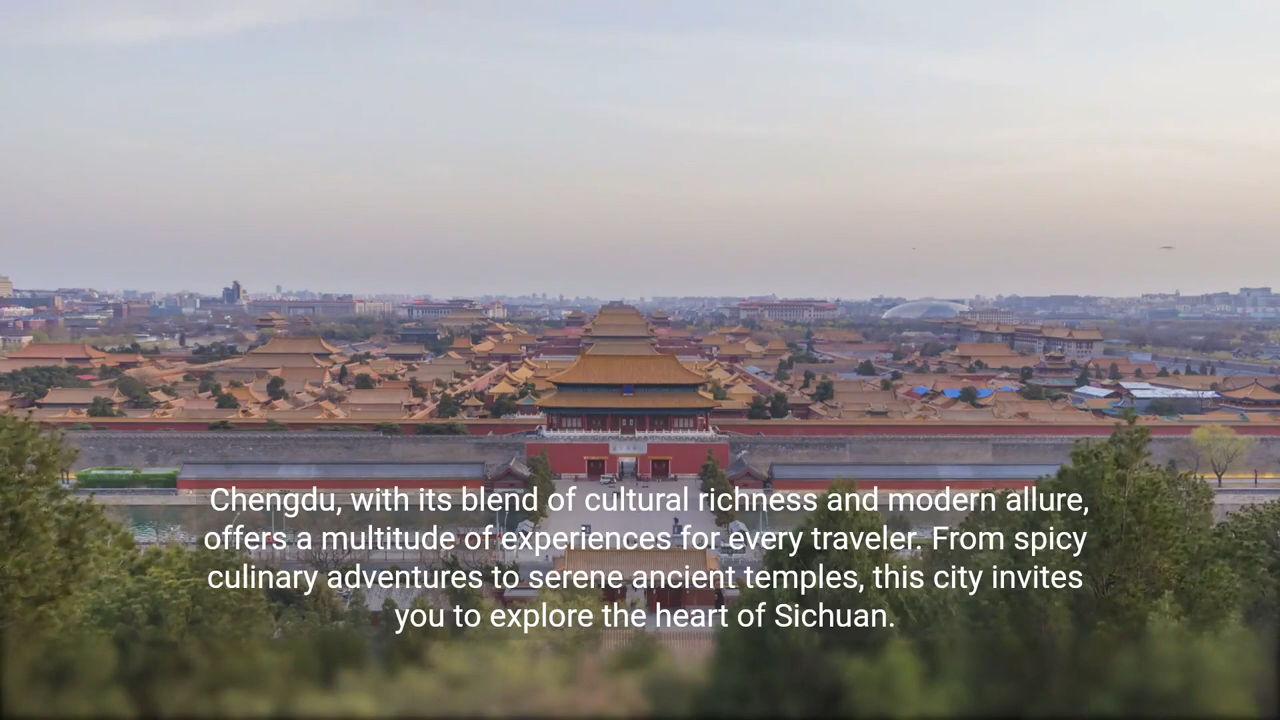 Chengdu, with its blend of cultural richness and modern allure,
offers a multitude of experiences for every traveler. From spicy
culinary adventures to serene ancient temples, this city invites
you to explore the heart of Sichuan.